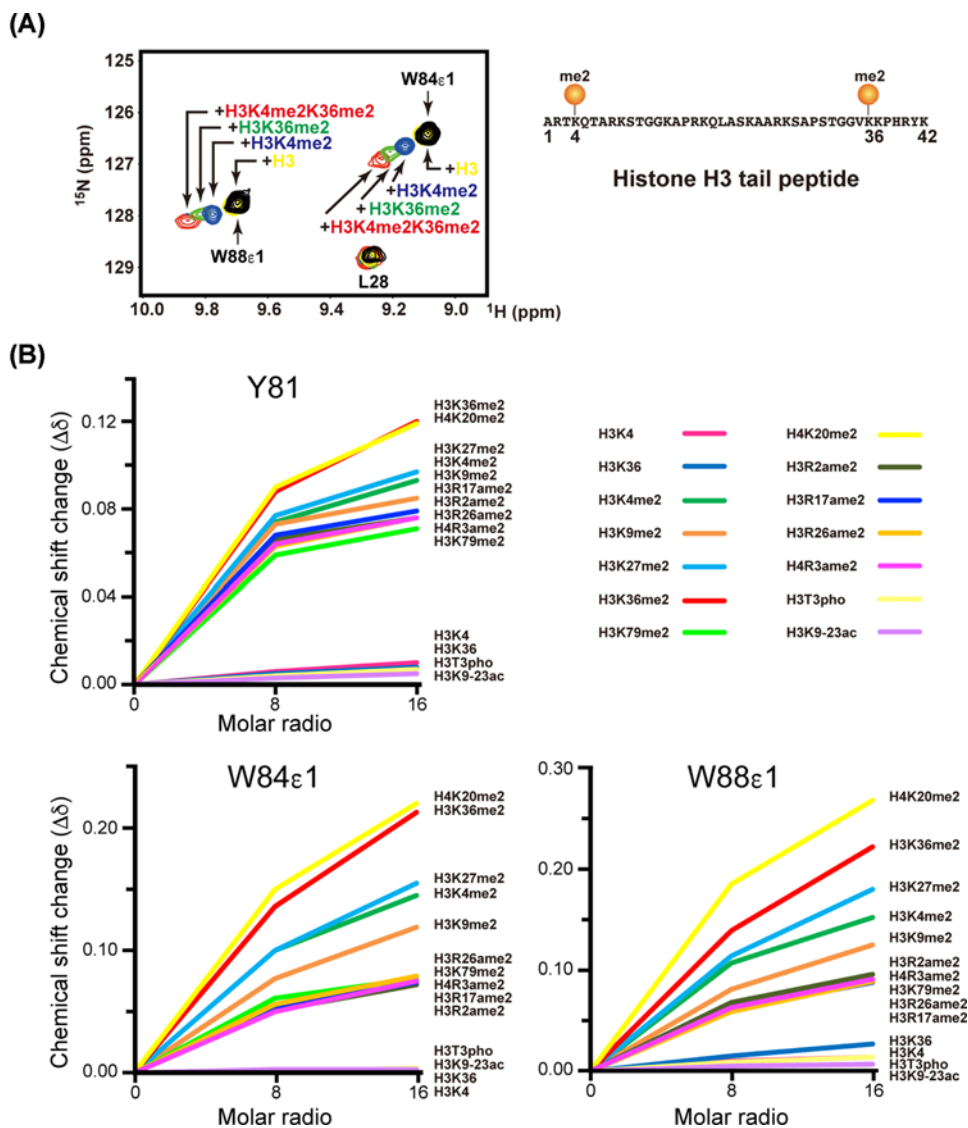 (A)
125
126
127
128
129
15N (ppm)
10.0 9.8 9.6 9.4 9.2 9.0
1H (ppm)
+H3K4me2K36me2
+H3K36me2
+H3K4me2
+H3
W88ε1
W84ε1
+H3
+H3K4me2
+H3K36me2
+H3K4me2K36me2
L28
me2 me2
ARTKQTARKSTGGKAPRKQLASKAARKSAPSTGGVKKPHRYK
1 4 36 42
Histone H3 tail peptide
(B)
Y81
Chemical shift change (Δδ)
0.12
0.08
0.04
0.00
0 8 16
Molar radio
H3K36me2
H4K20me2
H3K27me2
H3K4me2
H3K9me2
H3R17ame2
H3R2ame2
H3R26ame2
H4R3ame2
H3K79me2
H3K4
H3K36
H3T3pho
H3K9-23ac
H3K4
H3K36
H3K4me2
H3K9me2
H3K27me2
H3K36me2
H3K79me2
H4K20me2
H3R2ame2
H3R17ame2
H3R26ame2
H4R3ame2
H3T3pho
H3K9-23ac
W84ε1
Chemical shift change (Δδ)
0.20
0.10
0.00
0 8 16
Molar radio
H4K20me2
H3K36me2
H3K27me2
H3K4me2
H3K9me2
H3R26ame2
H3K79me2
H4R3ame2
H3R17ame2
H3R2ame2
H3T3pho
H3K9-23ac
H3K36
H3K4
W88ε1
0.30
0.20
0.10
0.00
0 8 16
Molar radio
H4K20me2
H3K36me2
H3K27me2
H3K4me2
H3K9me2
H3R2ame2
H4R3ame2
H3K79me2
H3R26ame2
H3R17ame2
H3K36
H3K4
H3T3pho
H3K9-23ac